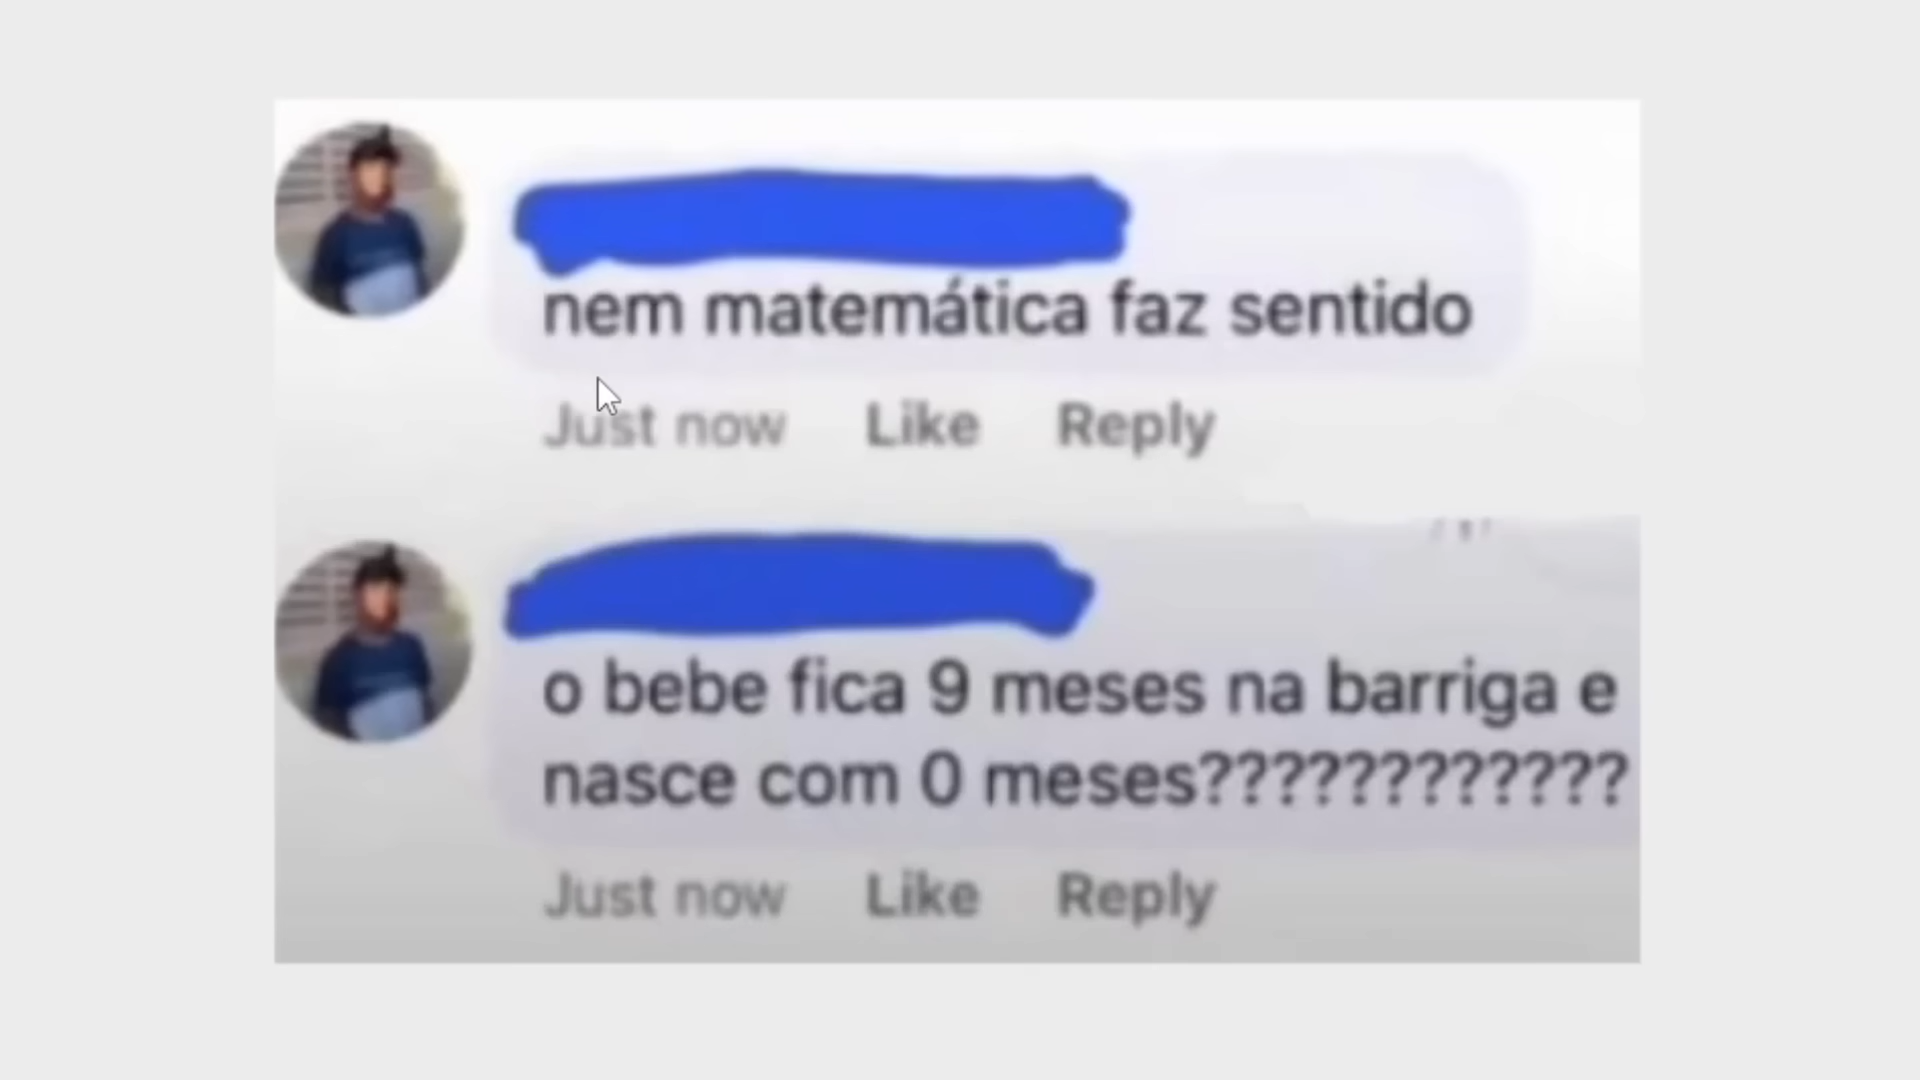 nem matemática faz sentido
Just now Like Reply
o bebe fica 9 meses na barriga e
nasce com 0 meses????????????
Just now Like Reply